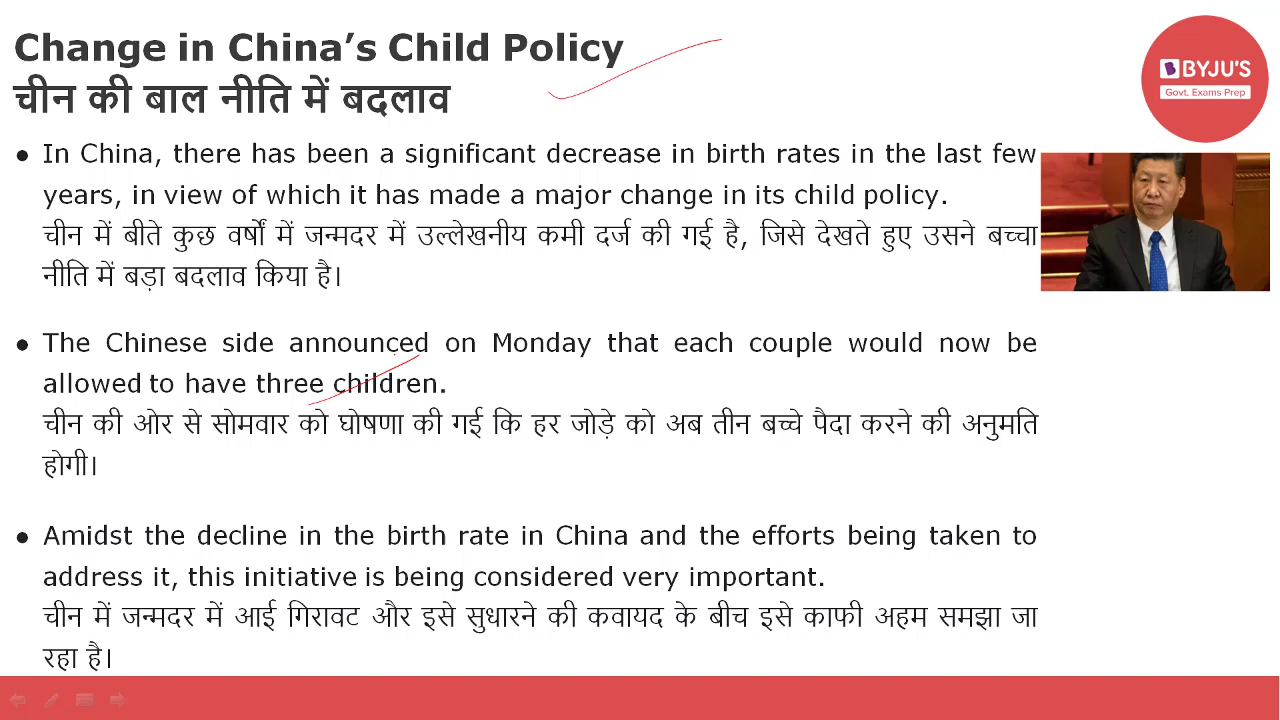 Change in China’s Child Policy
चीन की बाल नीति में बदलाव
BYJU'S
Govt. Exams Prep
● In China, there has been a significant decrease in birth rates in the last few
years, in view of which it has made a major change in its child policy.
चीन में बीते कुछ वर्षों में जन्मदर में उल्लेखनीय कमी दर्ज की गई है, जिसे देखते हुए उसने बच्चा
नीति में बड़ा बदलाव किया है।
● The Chinese side announced on Monday that each couple would now be
allowed to have three children.
चीन की ओर से सोमवार को घोषणा की गई कि हर जोड़े को अब तीन बच्चे पैदा करने की अनुमति
होगी।
● Amidst the decline in the birth rate in China and the efforts being taken to
address it, this initiative is being considered very important.
चीन में जन्मदर में आई गिरावट और इसे सुधारने की कवायद के बीच इसे काफी अहम समझा जा
रहा है।